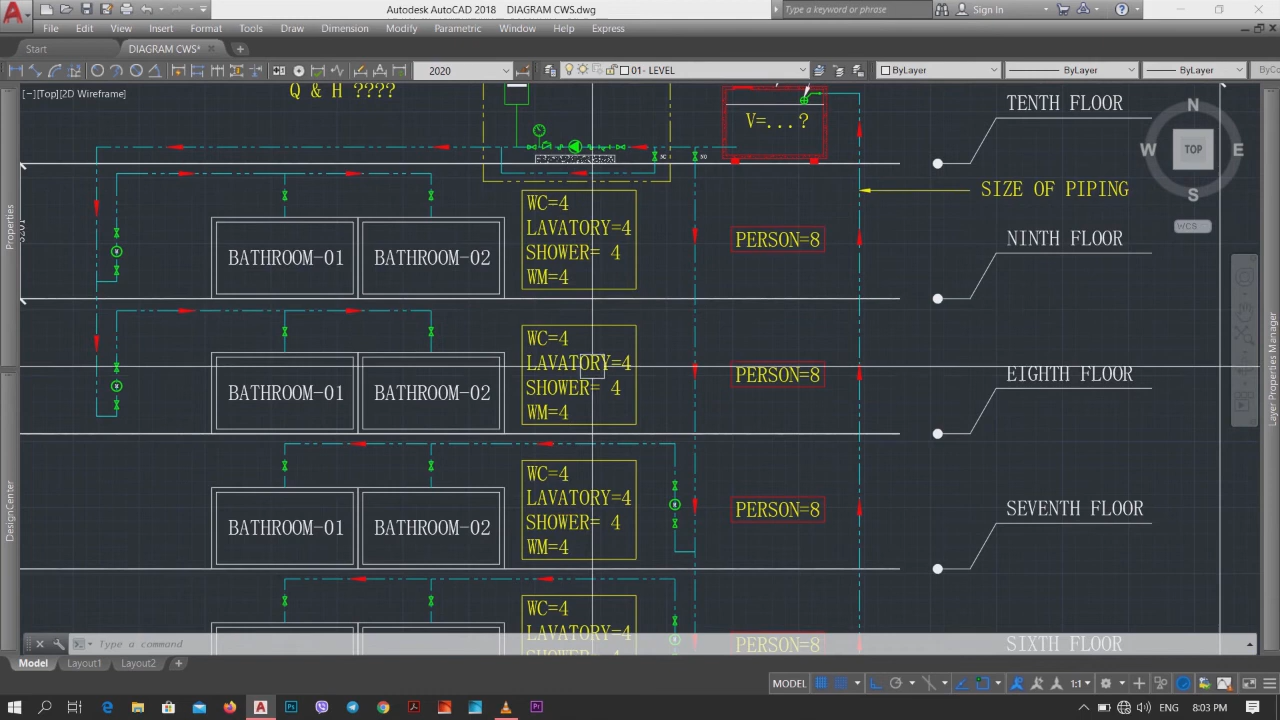 Autodesk AutoCAD 2018 DIAGRAM CWS.dwg
Type a keyword or phrase
Sign In
File Edit View Insert Format Tools Draw Dimension Modify Parametric Window Help Express
Start
DIAGRAM CWS*
2020
01- LEVEL
ByLayer
ByLayer
ByLayer
ByCo
[−][Top][2D Wireframe]
Q & H ????
V=...?
TENTH FLOOR
N
W
TOP
E
S
WCS
SIZE OF PIPING
WC=4
LAVATORY=4
SHOWER= 4
WM=4
BATHROOM-01
BATHROOM-02
PERSON=8
NINTH FLOOR
WC=4
LAVATORY=4
SHOWER= 4
WM=4
BATHROOM-01
BATHROOM-02
PERSON=8
EIGHTH FLOOR
WC=4
LAVATORY=4
SHOWER= 4
WM=4
BATHROOM-01
BATHROOM-02
PERSON=8
SEVENTH FLOOR
WC=4
LAVATORY=4
PERSON=8
SIXTH FLOOR
Properties
DesignCenter
Layer Properties Manager
Type a command
Model
Layout1
Layout2
MODEL
1:1
ENG
8:03 PM